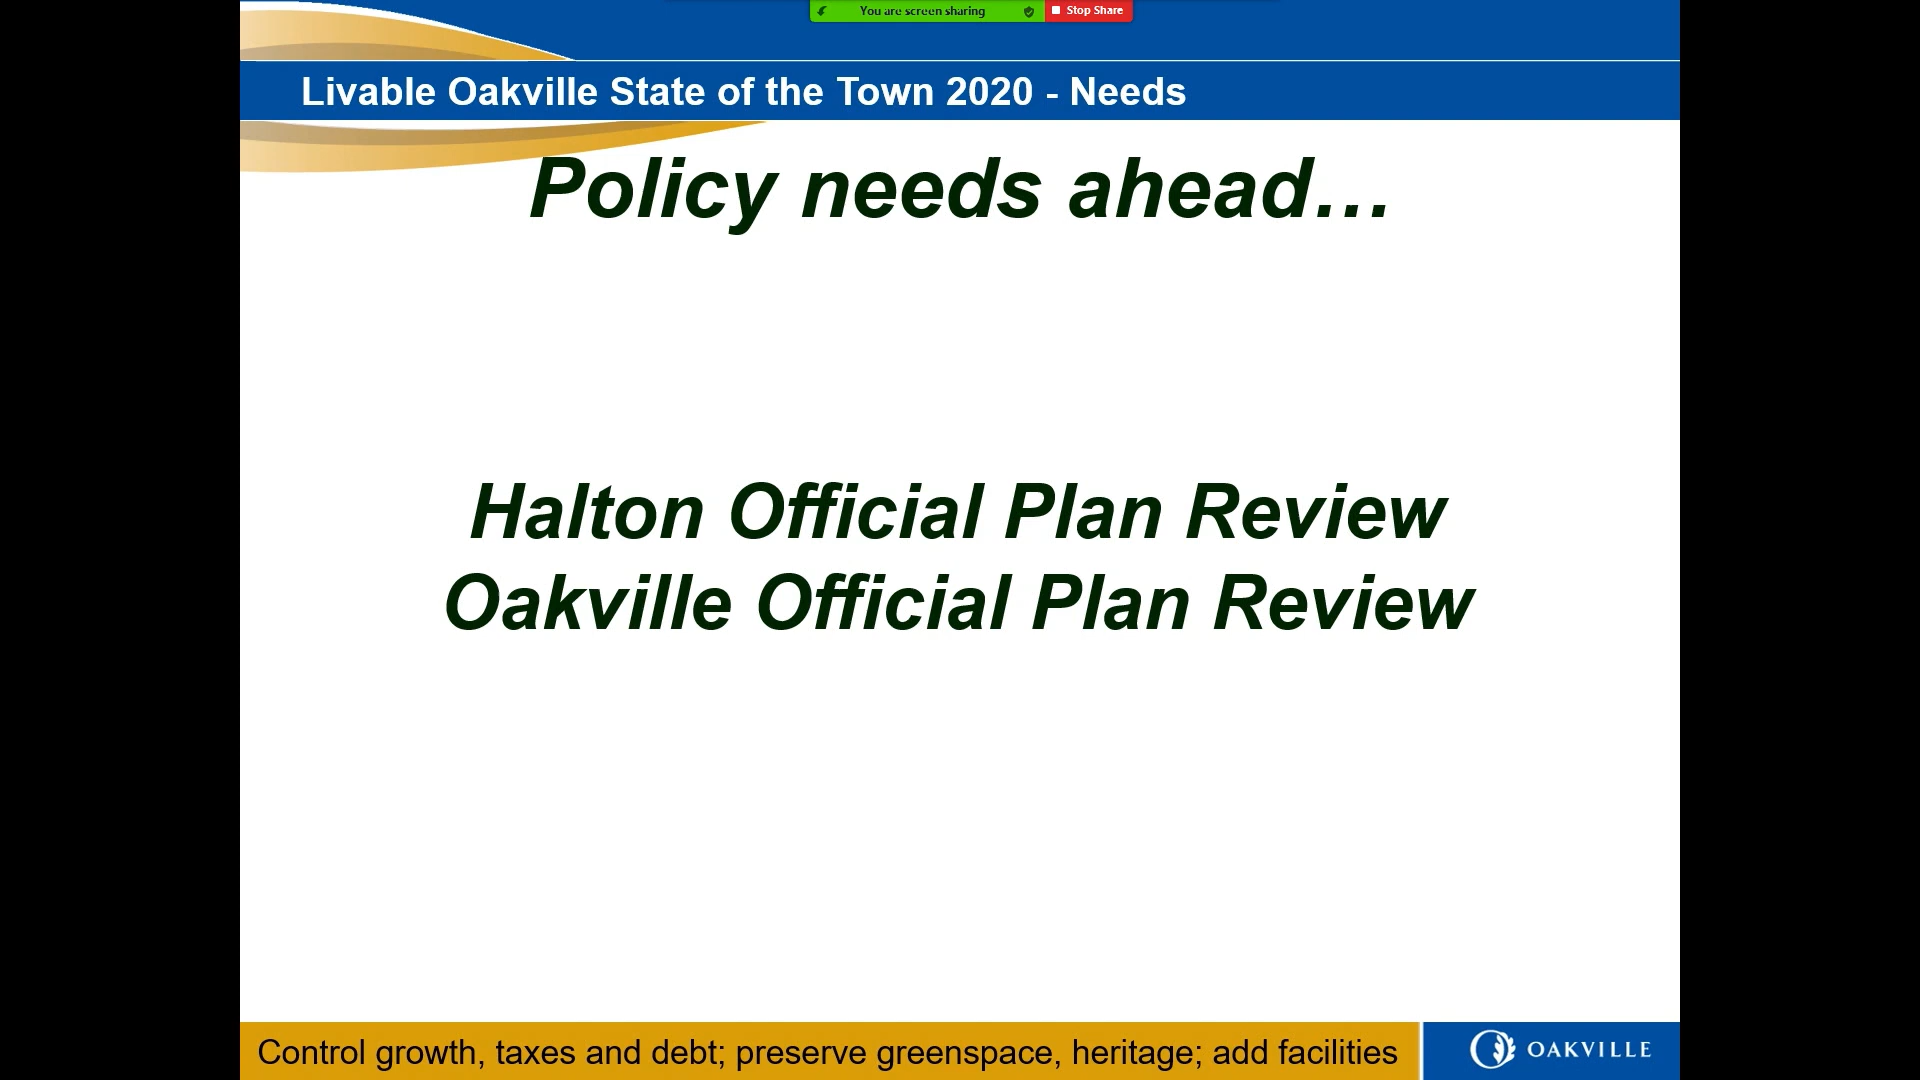 You are screen sharing
Stop Share
Livable Oakville State of the Town 2020 - Needs
Policy needs ahead…
Halton Official Plan Review
Oakville Official Plan Review
Control growth, taxes and debt; preserve greenspace, heritage; add facilities
OAKVILLE